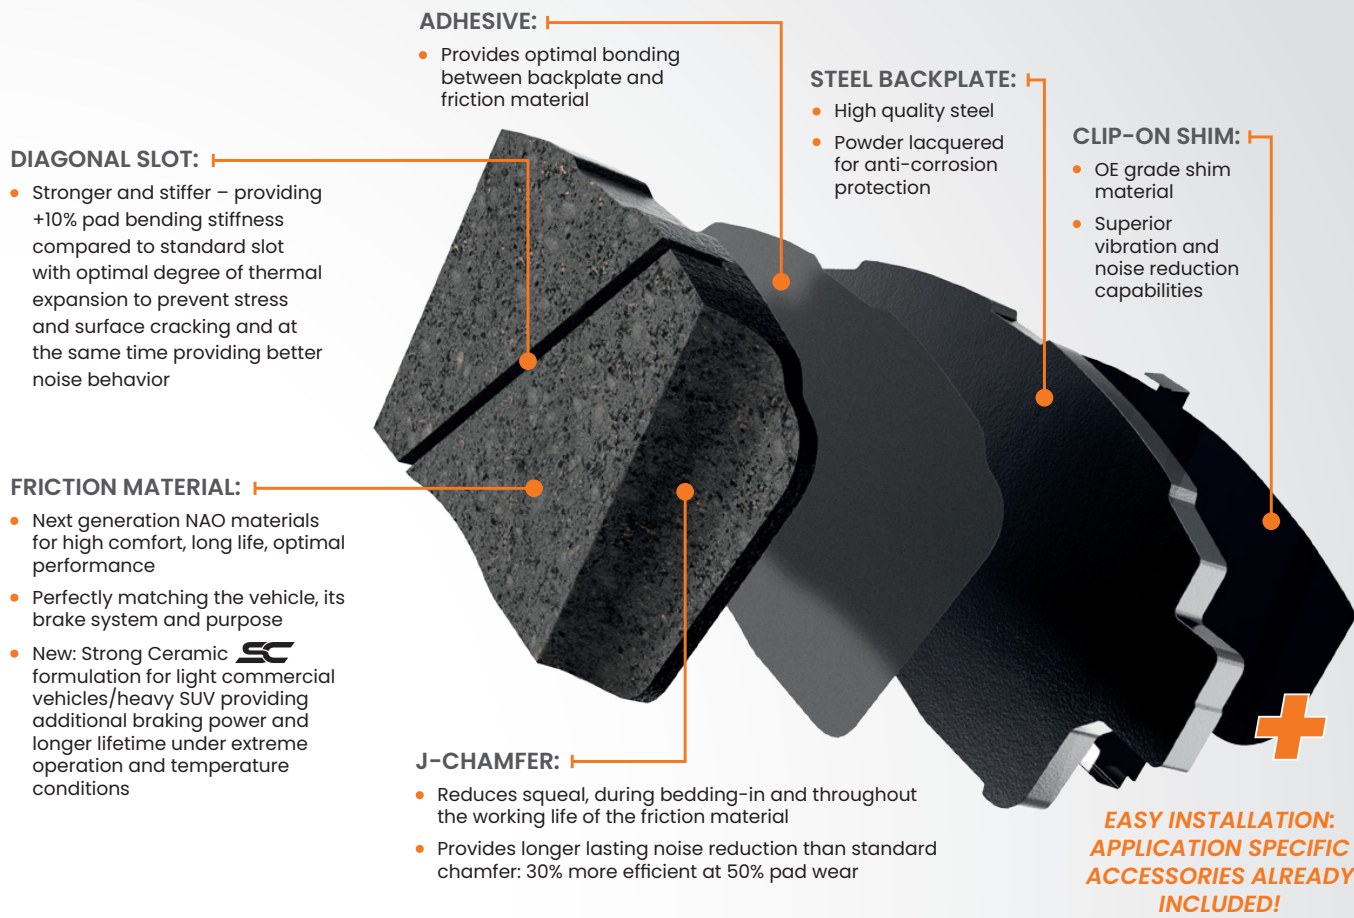 ADHESIVE:
• Provides optimal bonding
between backplate and
friction material
STEEL BACKPLATE:
• High quality steel
• Powder lacquered
for anti-corrosion
protection
CLIP-ON SHIM:
• OE grade shim
material
• Superior
vibration and
noise reduction
capabilities
DIAGONAL SLOT:
• Stronger and stiffer – providing
+10% pad bending stiffness
compared to standard slot
with optimal degree of thermal
expansion to prevent stress
and surface cracking and at
the same time providing better
noise behavior
FRICTION MATERIAL:
• Next generation NAO materials
for high comfort, long life, optimal
performance
• Perfectly matching the vehicle, its
brake system and purpose
• New: Strong Ceramic SC
formulation for light commercial
vehicles/heavy SUV providing
additional braking power and
longer lifetime under extreme
operation and temperature
conditions
J-CHAMFER:
• Reduces squeal, during bedding-in and throughout
the working life of the friction material
• Provides longer lasting noise reduction than standard
chamfer: 30% more efficient at 50% pad wear
EASY INSTALLATION:
APPLICATION SPECIFIC
ACCESSORIES ALREADY
INCLUDED!